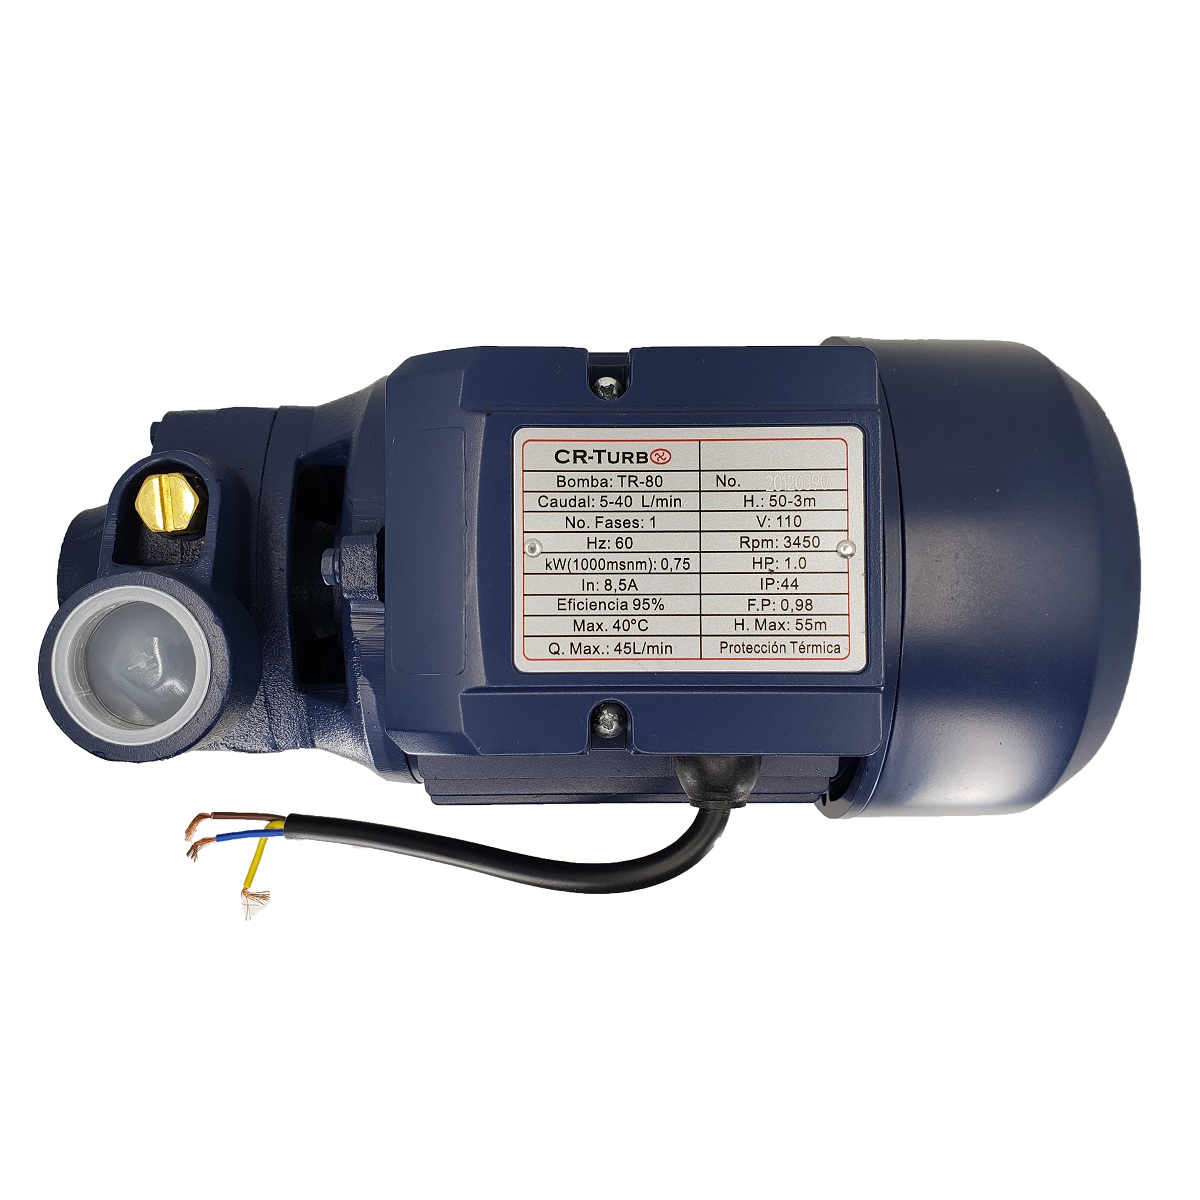 CR-TURBO
Bomba: TR-80 No.
Caudal: 5-40 L/min H.: 50-3m
No. Fases: 1 V: 110
Hz: 60 Rpm: 3450
kW(1000msnm): 0,75 HP: 1.0
In: 8,5A IP:44
Eficiencia 95% F.P: 0,98
Max. 40°C H. Max: 55m
Q. Max.: 45L/min Protección Térmica